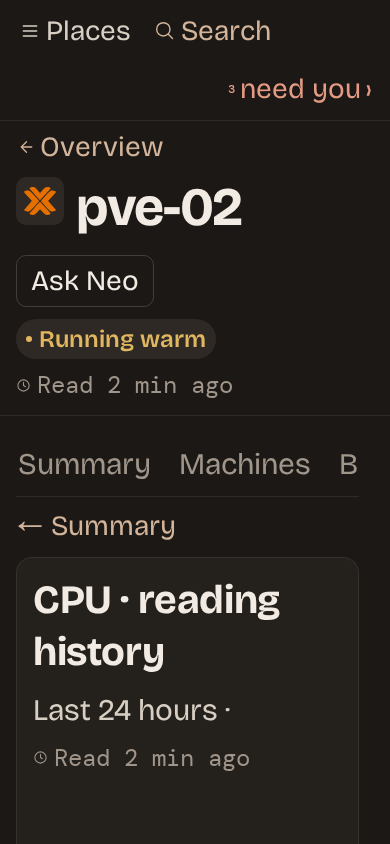 Places Search
3 need you ›
← Overview
pve-02
Ask Neo
• Running warm
Read 2 min ago
Summary Machines B
← Summary
CPU · reading
history
Last 24 hours ·
Read 2 min ago